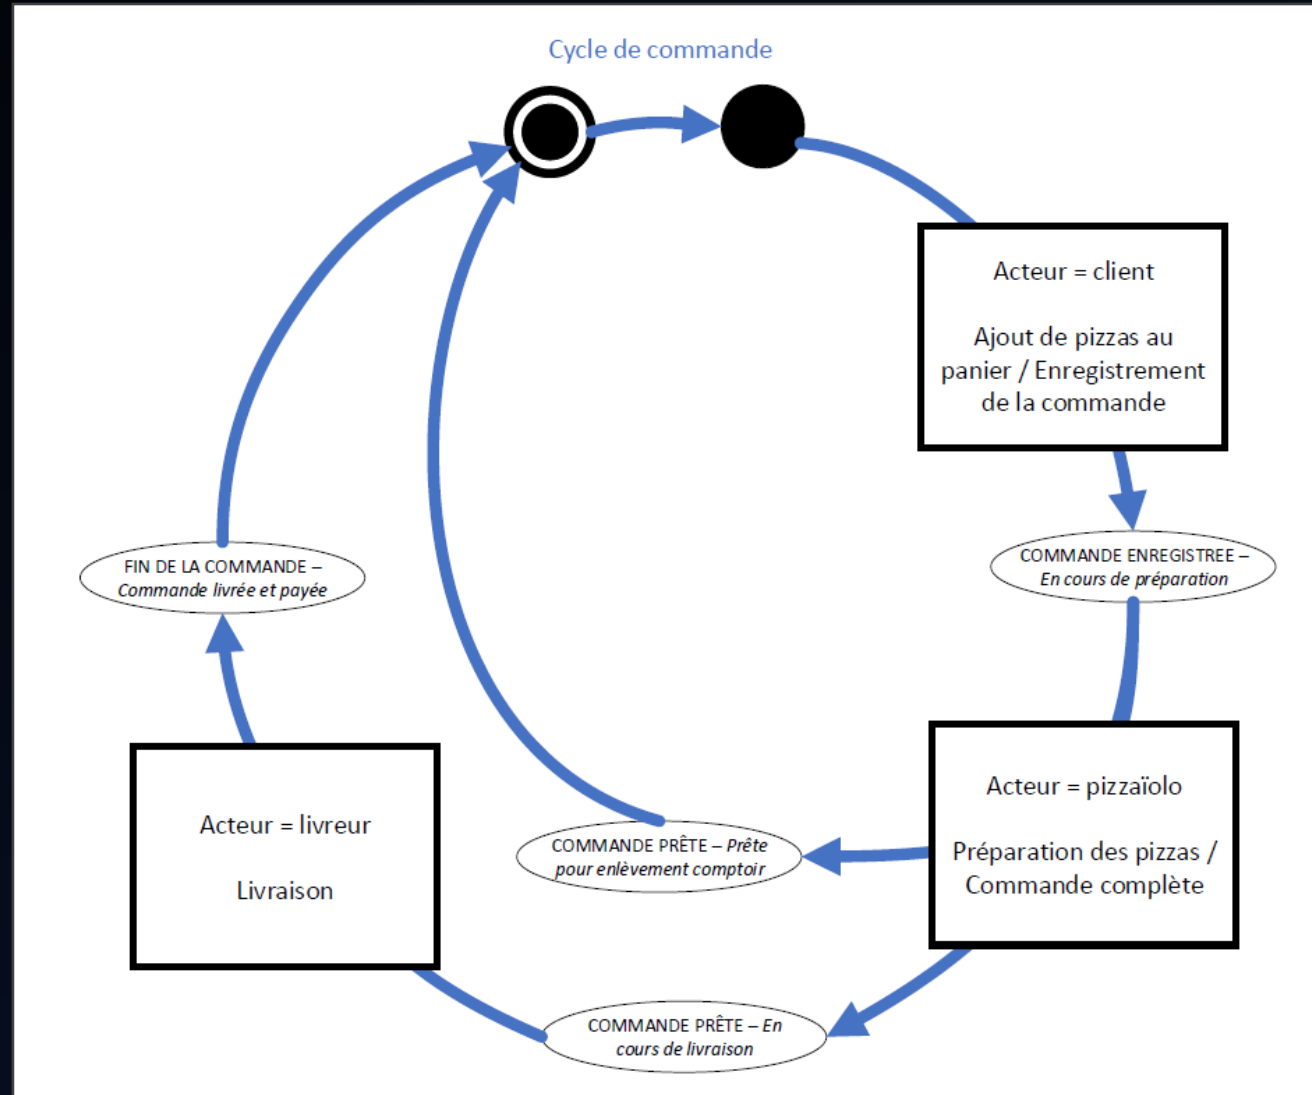 Cycle de commande
Acteur = client
Ajout de pizzas au
panier / Enregistrement
de la commande
COMMANDE ENREGISTREE –
En cours de préparation
Acteur = pizzaïolo
Préparation des pizzas /
Commande complète
COMMANDE PRÊTE – Prête
pour enlèvement comptoir
COMMANDE PRÊTE – En
cours de livraison
Acteur = livreur
Livraison
FIN DE LA COMMANDE –
Commande livrée et payée